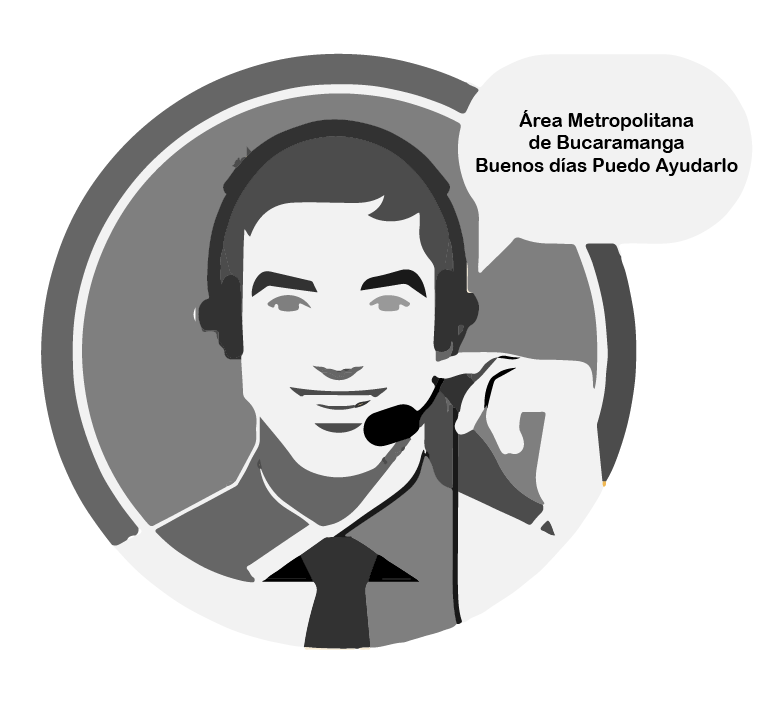 Área Metropolitana
de Bucaramanga
Buenos días Puedo Ayudarlo